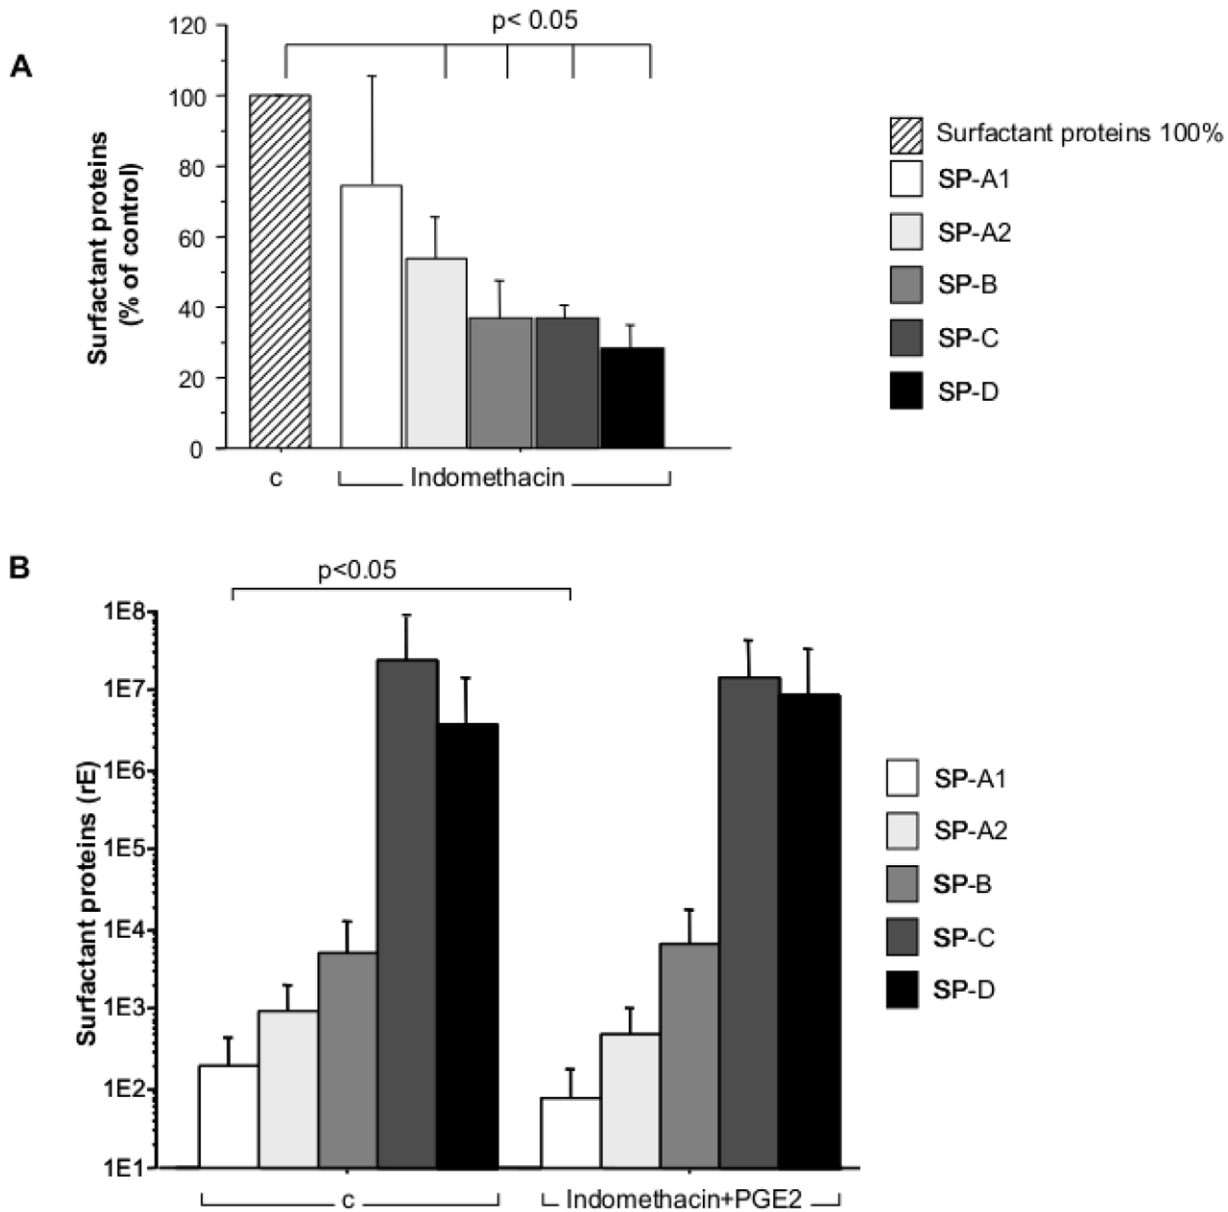 A
p< 0.05
Surfactant proteins
(% of control)
120
100
80
60
40
20
0
c
Indomethacin
Surfactant proteins 100%
SP-A1
SP-A2
SP-B
SP-C
SP-D
B
p<0.05
Surfactant proteins (rE)
1E8
1E7
1E6
1E5
1E4
1E3
1E2
1E1
c
Indomethacin+PGE2
SP-A1
SP-A2
SP-B
SP-C
SP-D